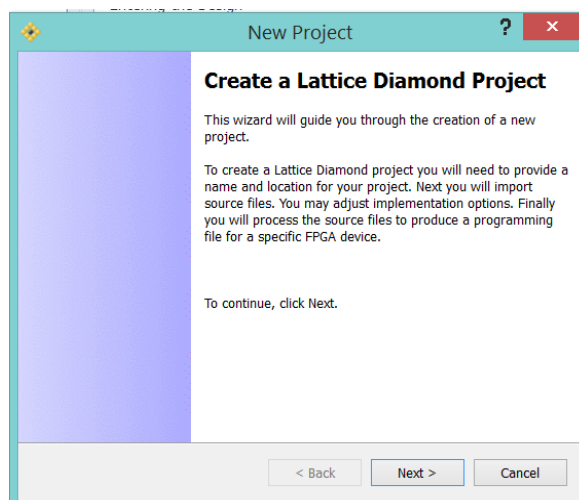 New Project
?
Create a Lattice Diamond Project
This wizard will guide you through the creation of a new
project.
To create a Lattice Diamond project you will need to provide a
name and location for your project. Next you will import
source files. You may adjust implementation options. Finally
you will process the source files to produce a programming
file for a specific FPGA device.
To continue, click Next.
< Back
Next >
Cancel